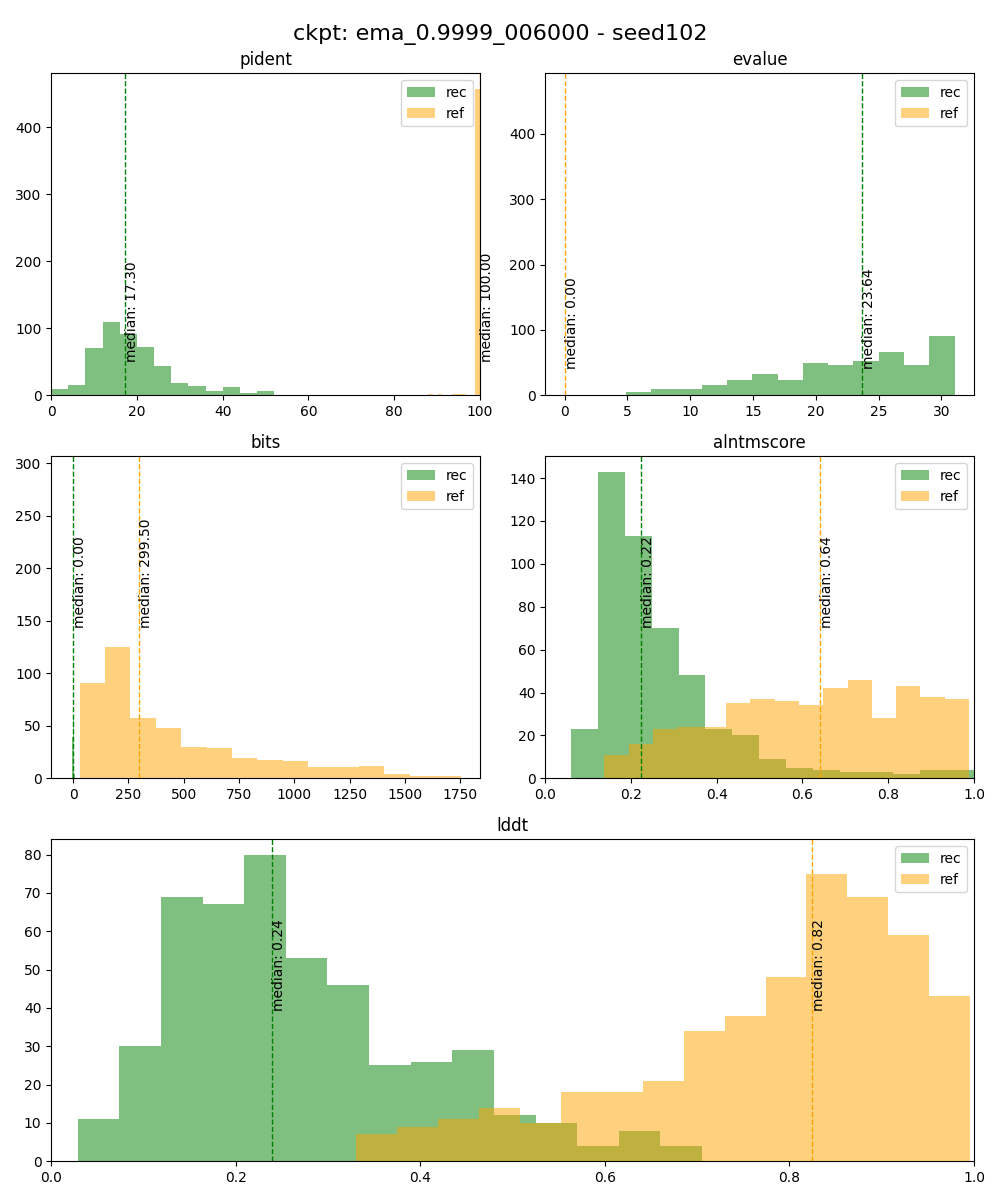 ckpt: ema_0.9999_006000 - seed102
pident
rec
ref
median: 17.30
median: 100.00
0
100
200
300
400
0 20 40 60 80 100
evalue
rec
ref
median: 0.00
median: 23.64
0
100
200
300
400
0 5 10 15 20 25 30
bits
rec
ref
median: 0.00
median: 299.50
0
50
100
150
200
250
300
0 250 500 750 1000 1250 1500 1750
alntmscore
rec
ref
median: 0.22
median: 0.64
0
20
40
60
80
100
120
140
0.0 0.2 0.4 0.6 0.8 1.0
lddt
rec
ref
median: 0.24
median: 0.82
0
10
20
30
40
50
60
70
80
0.0 0.2 0.4 0.6 0.8 1.0